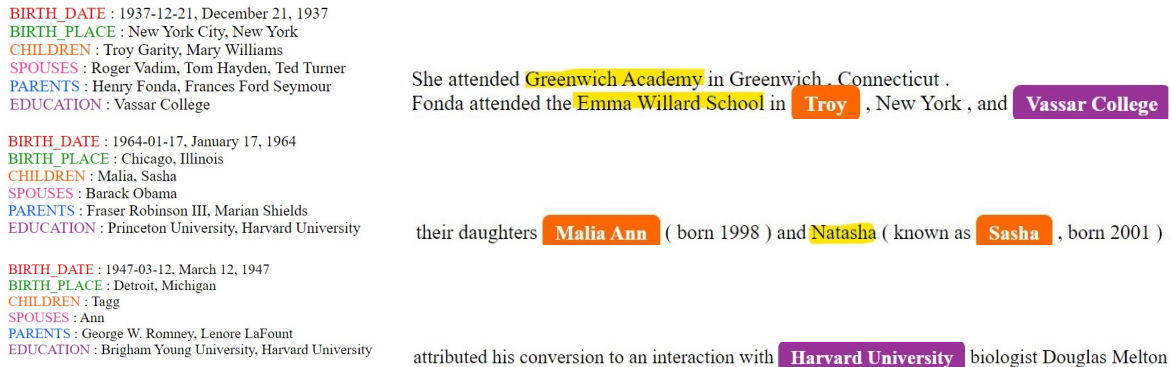 BIRTH_DATE : 1937-12-21, December 21, 1937
BIRTH_PLACE : New York City, New York
CHILDREN : Troy Garity, Mary Williams
SPOUSES : Roger Vadim, Tom Hayden, Ted Turner
PARENTS : Henry Fonda, Frances Ford Seymour
EDUCATION : Vassar College
She attended Greenwich Academy in Greenwich , Connecticut .
Fonda attended the Emma Willard School in Troy , New York , and Vassar College
BIRTH_DATE : 1964-01-17, January 17, 1964
BIRTH_PLACE : Chicago, Illinois
CHILDREN : Malia, Sasha
SPOUSES : Barack Obama
PARENTS : Fraser Robinson III, Marian Shields
EDUCATION : Princeton University, Harvard University
their daughters Malia Ann ( born 1998 ) and Natasha ( known as Sasha , born 2001 )
BIRTH_DATE : 1947-03-12, March 12, 1947
BIRTH_PLACE : Detroit, Michigan
CHILDREN : Tagg
SPOUSES : Ann
PARENTS : George W. Romney, Lenore LaFount
EDUCATION : Brigham Young University, Harvard University
attributed his conversion to an interaction with Harvard University biologist Douglas Melton